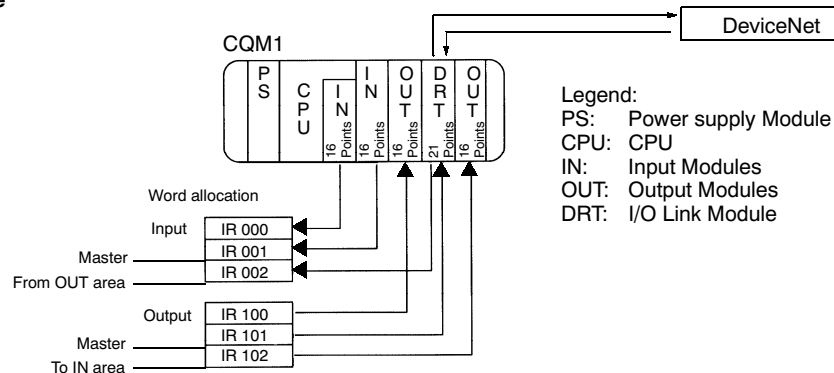 e
DeviceNet
CQM1
PS
CPU
IN
16 Points
IN
16 Points
OUT
16 Points
DRT
21 Points
OUT
16 Points
Legend:
PS: Power supply Module
CPU: CPU
IN: Input Modules
OUT: Output Modules
DRT: I/O Link Module
Word allocation
Input
IR 000
IR 001
Master
IR 002
From OUT area
Output
IR 100
IR 101
Master
IR 102
To IN area